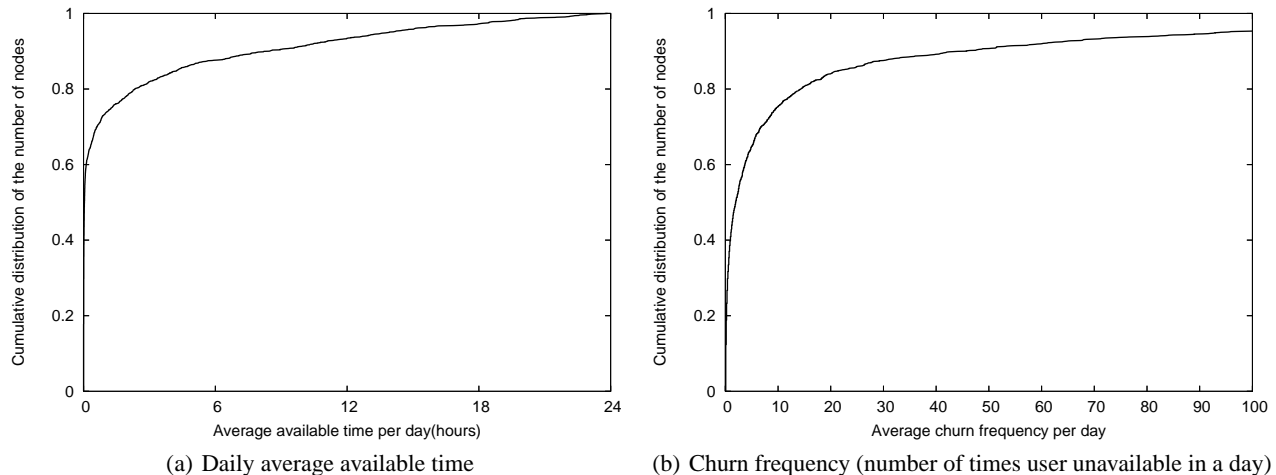 1
0.8
0.6
0.4
0.2
0
0 6 12 18 24
Cumulative distribution of the number of nodes
Average available time per day(hours)
(a) Daily average available time
1
0.8
0.6
0.4
0.2
0
0 10 20 30 40 50 60 70 80 90 100
Cumulative distribution of the number of nodes
Average churn frequency per day
(b) Churn frequency (number of times user unavailable in a day)